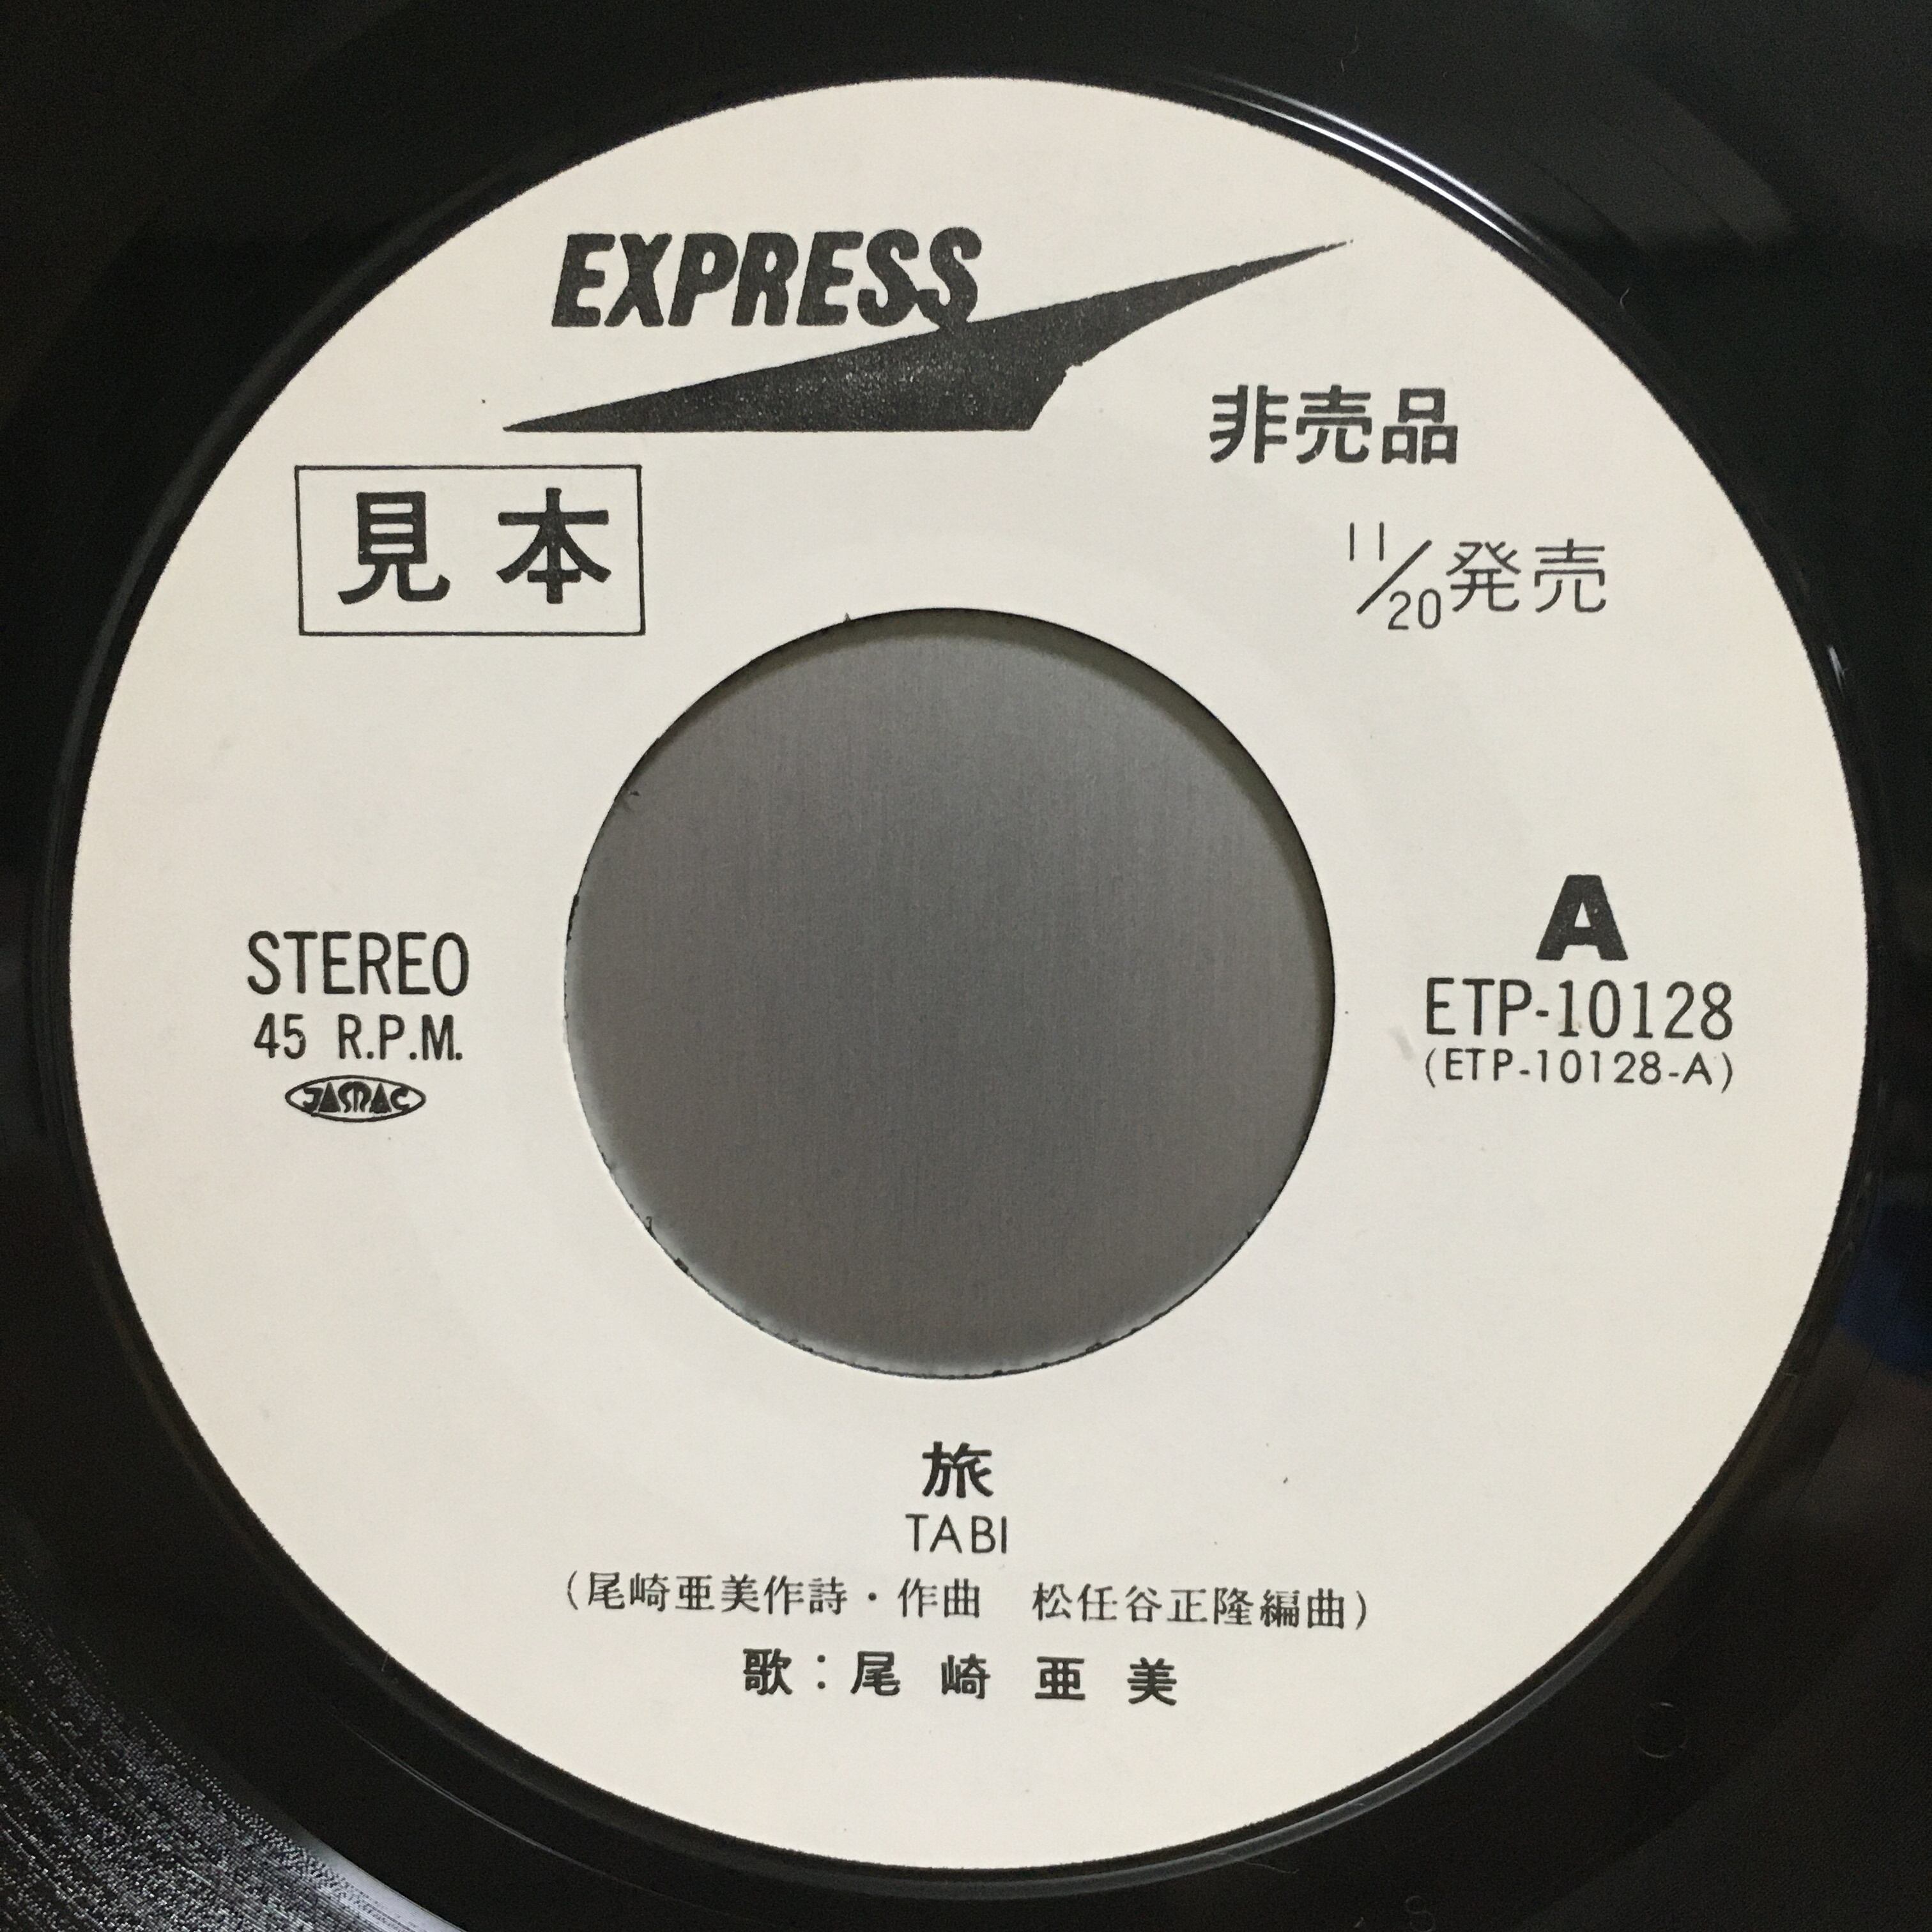 EXPRESS
非売品
見本
11/20発売
STEREO
45 R.P.M.
JASRAC
A
ETP-10128
(ETP-10128-A)
旅
TABI
(尾崎亜美作詩・作曲　松任谷正隆編曲)
歌：尾崎亜美